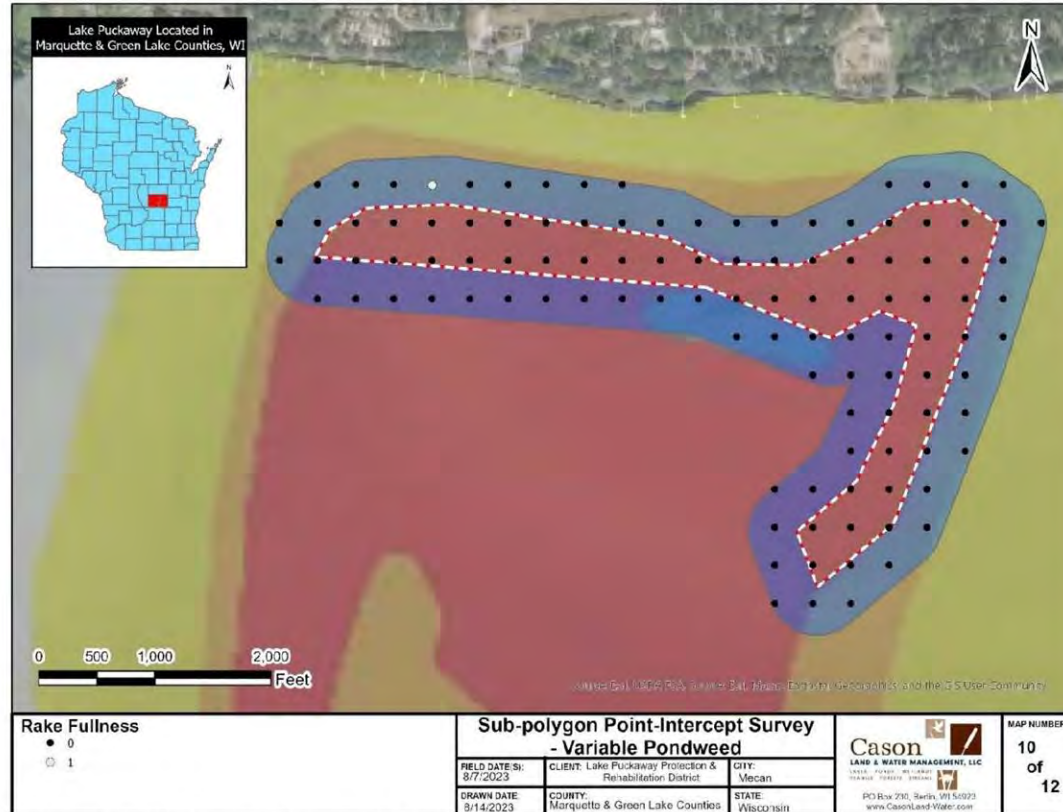 Lake Puckaway Located in
Marquette & Green Lake Counties, WI
N
N
0 500 1,000 2,000
Feet
Rake Fullness
0
1
Sub-polygon Point-Intercept Survey
- Variable Pondweed
FIELD DATE(S):
8/7/2023
CLIENT: Lake Puckaway Protection &
Rehabilitation District
CITY:
Mecan
DRAWN DATE:
8/14/2023
COUNTY:
Marquette & Green Lake Counties
STATE
Wisconsin
Cason
LAND & WATER MANAGEMENT, LLC
PO Box 230, Berlin, WI 54923
www.CasonLandWater.com
MAP NUMBER
10
of
12